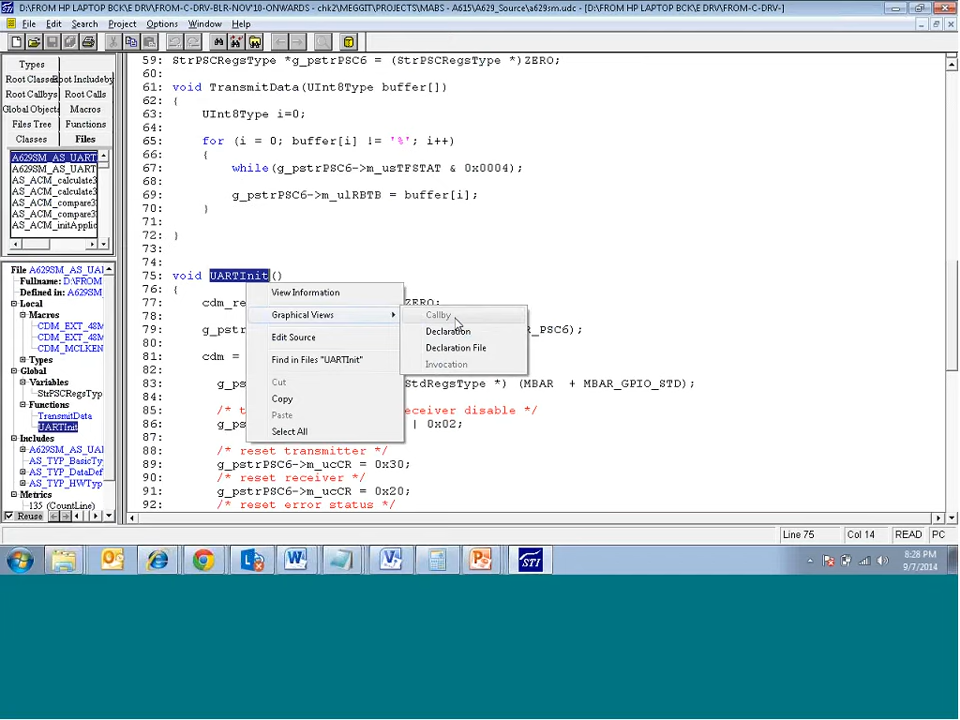 D:\FROM HP LAPTOP BCK\E DRV\FROM-C-DRV-BLR-NOV'10-ONWARDS - chk2\MEGGIT\PROJECTS\MABS - A615\A629_Source\a629sm.udc - [D:\FROM HP LAPTOP BCK\E DRV\FROM-C-DRV-]
File Edit Search Project Options Window Help
Types
Root Classes Root Includeby
Root Callbys Root Calls
Global Objects Macros
Files Tree Functions
Classes Files
A629SM_AS_UART
A629SM_AS_UART
AS_ACM_calculate3
AS_ACM_calculate3
AS_ACM_compare3
AS_ACM_compare3
AS_ACM_initApplic
File A629SM_AS_UA
Fullname: D:\FROM
Defined in: A629SM_
Local
Macros
CDM_EXT_48M
CDM_EXT_48M
CDM_MCLKEN
Types
Global
Variables
StrPSCRegsTyp
Functions
TransmitData
UARTInit
Includes
A629SM_AS_UAI
AS_TYP_BasicTy
AS_TYP_DataDef
AS_TYP_HWTyp
Metrics
135 (CountLine)
Reuse
59: StrPSCRegsType *g_pstrPSC6 = (StrPSCRegsType *)ZERO;
60:
61: void TransmitData(UInt8Type buffer[])
62: {
63: UInt8Type i=0;
64:
65: for (i = 0; buffer[i] != '%'; i++)
66: {
67: while(g_pstrPSC6->m_usTFSTAT & 0x0004);
68:
69: g_pstrPSC6->m_ulRBTB = buffer[i];
70: }
71:
72: }
73:
74:
75: void UARTInit()
76: {
77: cdm_re ZERO;
78:
79: g_pstr R_PSC6);
80:
81: cdm =
82:
83: g_ps StdRegsType *) (MBAR + MBAR_GPIO_STD);
84:
85: /* t eceiver disable */
86: g_ps | 0x02;
87:
88: /* reset transmitter */
89: g_pstrPSC6->m_ucCR = 0x30;
90: /* reset receiver */
91: g_pstrPSC6->m_ucCR = 0x20;
92: /* reset error status */
View Information
Graphical Views
Edit Source
Find in Files "UARTInit"
Cut
Copy
Paste
Select All
Callby
Declaration
Declaration File
Invocation
Line 75 Col 14 READ PC
STI
8:28 PM
9/7/2014